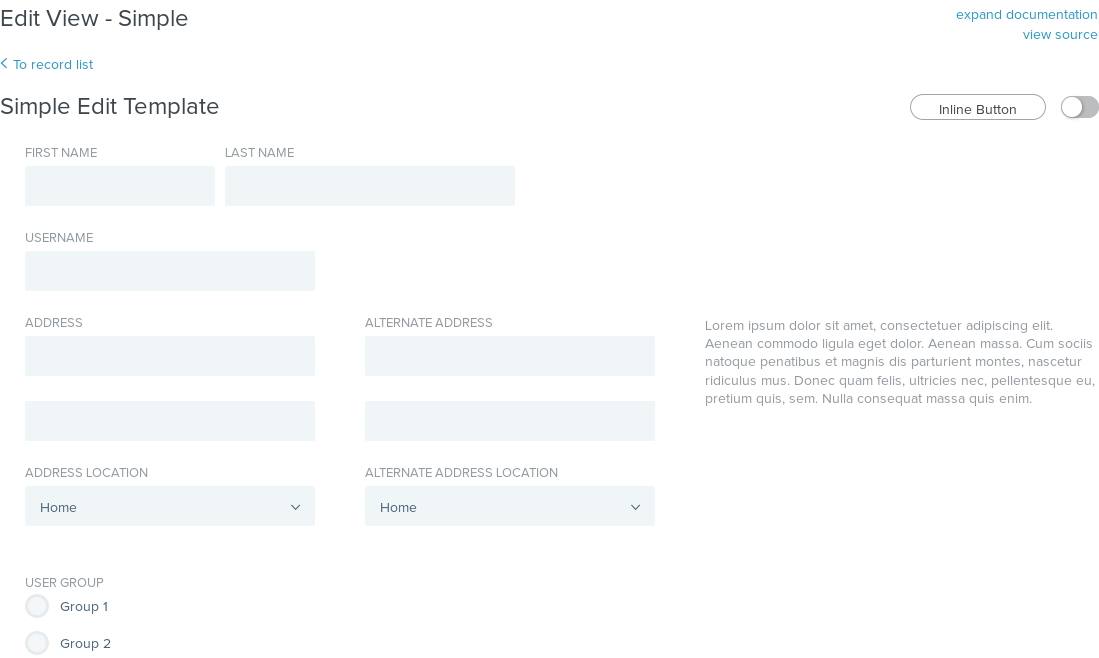 Edit View - Simple
expand documentation
view source
To record list
Simple Edit Template
Inline Button
FIRST NAME
LAST NAME
USERNAME
ADDRESS
ALTERNATE ADDRESS
Lorem ipsum dolor sit amet, consectetuer adipiscing elit.
Aenean commodo ligula eget dolor. Aenean massa. Cum sociis
natoque penatibus et magnis dis parturient montes, nascetur
ridiculus mus. Donec quam felis, ultricies nec, pellentesque eu,
pretium quis, sem. Nulla consequat massa quis enim.
ADDRESS LOCATION
ALTERNATE ADDRESS LOCATION
Home
Home
USER GROUP
Group 1
Group 2